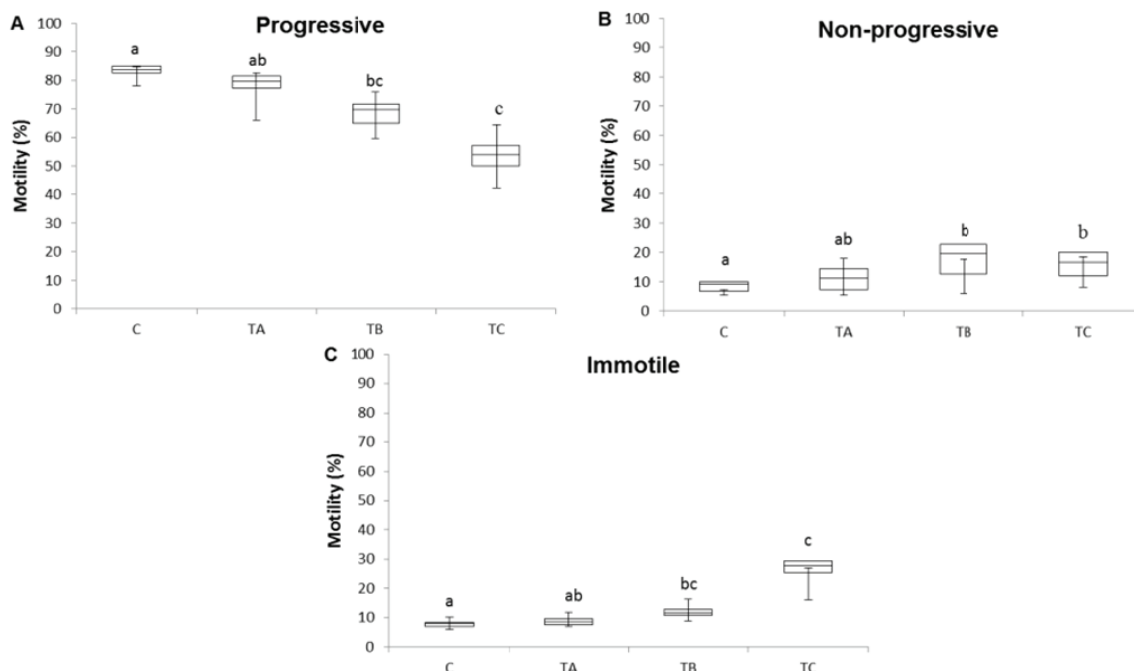 A
Progressive
100
90
80
70
60
50
40
30
20
10
0
Motility (%)
a
ab
bc
c
C
TA
TB
TC
B
Non-progressive
100
90
80
70
60
50
40
30
20
10
0
Motility (%)
a
ab
b
b
C
TA
TB
TC
C
Immotile
100
90
80
70
60
50
40
30
20
10
0
Motility (%)
a
ab
bc
c
C
TA
TB
TC